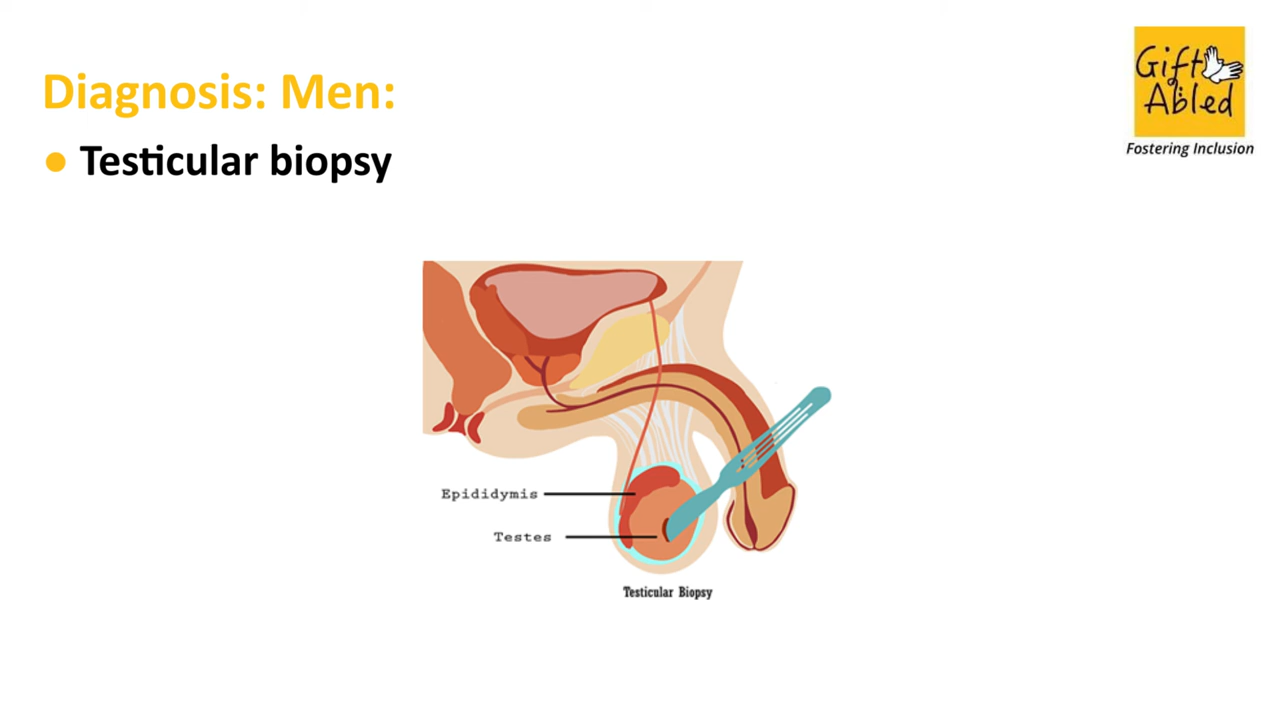 Diagnosis: Men:
● Testicular biopsy
Gift
Abled
Fostering Inclusion
Epididymis
Testes
Testicular Biopsy